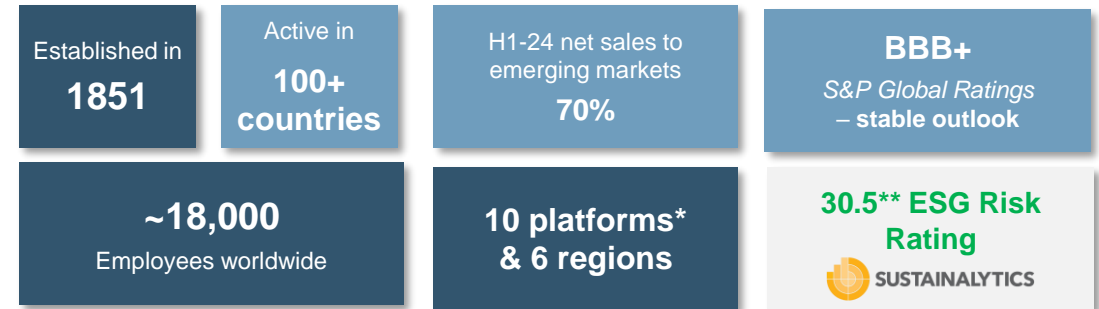 Established in
1851
Active in
100+
countries
H1-24 net sales to
emerging markets
70%
BBB+
S&P Global Ratings
– stable outlook
~18,000
Employees worldwide
10 platforms*
& 6 regions
30.5** ESG Risk
Rating
SUSTAINALYTICS